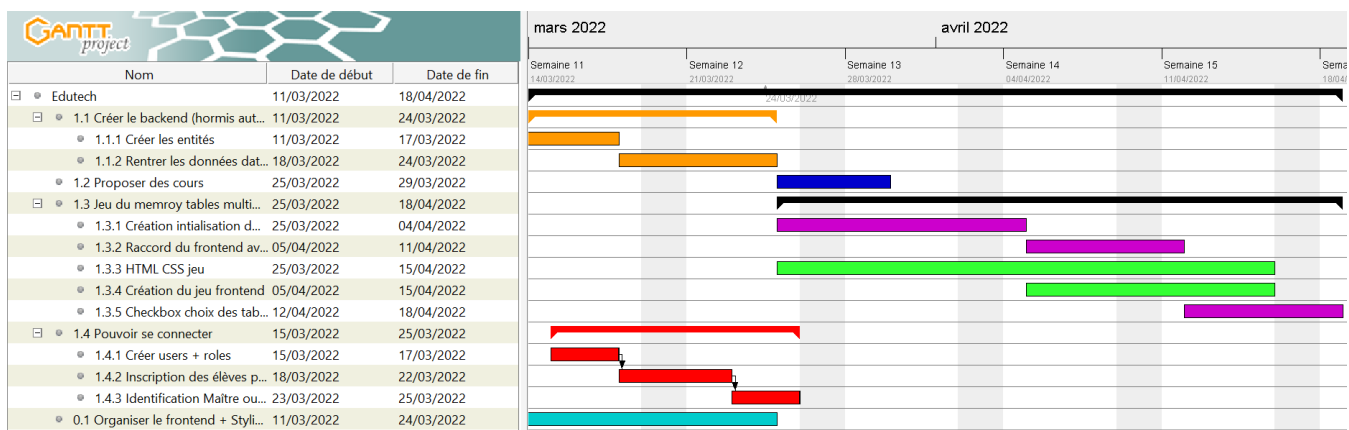 GANTT
project
mars 2022 avril 2022
Semaine 11 Semaine 12 Semaine 13 Semaine 14 Semaine 15 Sema
14/03/2022 21/03/2022 28/03/2022 04/04/2022 11/04/2022 18/04/
Nom Date de début Date de fin
Edutech 11/03/2022 18/04/2022
24/03/2022
1.1 Créer le backend (hormis aut... 11/03/2022 24/03/2022
1.1.1 Créer les entités 11/03/2022 17/03/2022
1.1.2 Rentrer les données dat... 18/03/2022 24/03/2022
1.2 Proposer des cours 25/03/2022 29/03/2022
1.3 Jeu du memroy tables multi... 25/03/2022 18/04/2022
1.3.1 Création intialisation d... 25/03/2022 04/04/2022
1.3.2 Raccord du frontend av... 05/04/2022 11/04/2022
1.3.3 HTML CSS jeu 25/03/2022 15/04/2022
1.3.4 Création du jeu frontend 05/04/2022 15/04/2022
1.3.5 Checkbox choix des tab... 12/04/2022 18/04/2022
1.4 Pouvoir se connecter 15/03/2022 25/03/2022
1.4.1 Créer users + roles 15/03/2022 17/03/2022
1.4.2 Inscription des élèves p... 18/03/2022 22/03/2022
1.4.3 Identification Maître ou... 23/03/2022 25/03/2022
0.1 Organiser le frontend + Styli... 11/03/2022 24/03/2022